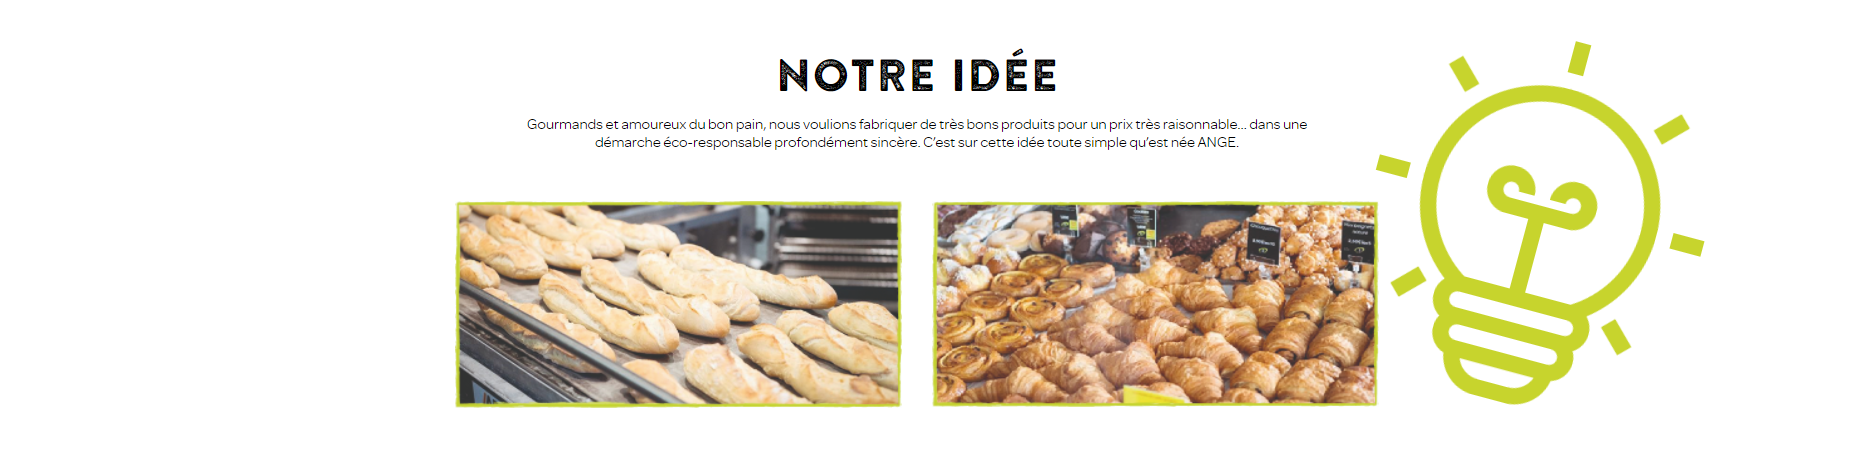 NOTRE IDÉE
Gourmands et amoureux du bon pain, nous voulions fabriquer de très bons produits pour un prix très raisonnable... dans une
démarche éco-responsable profondément sincère. C'est sur cette idée toute simple qu'est née ANGE.